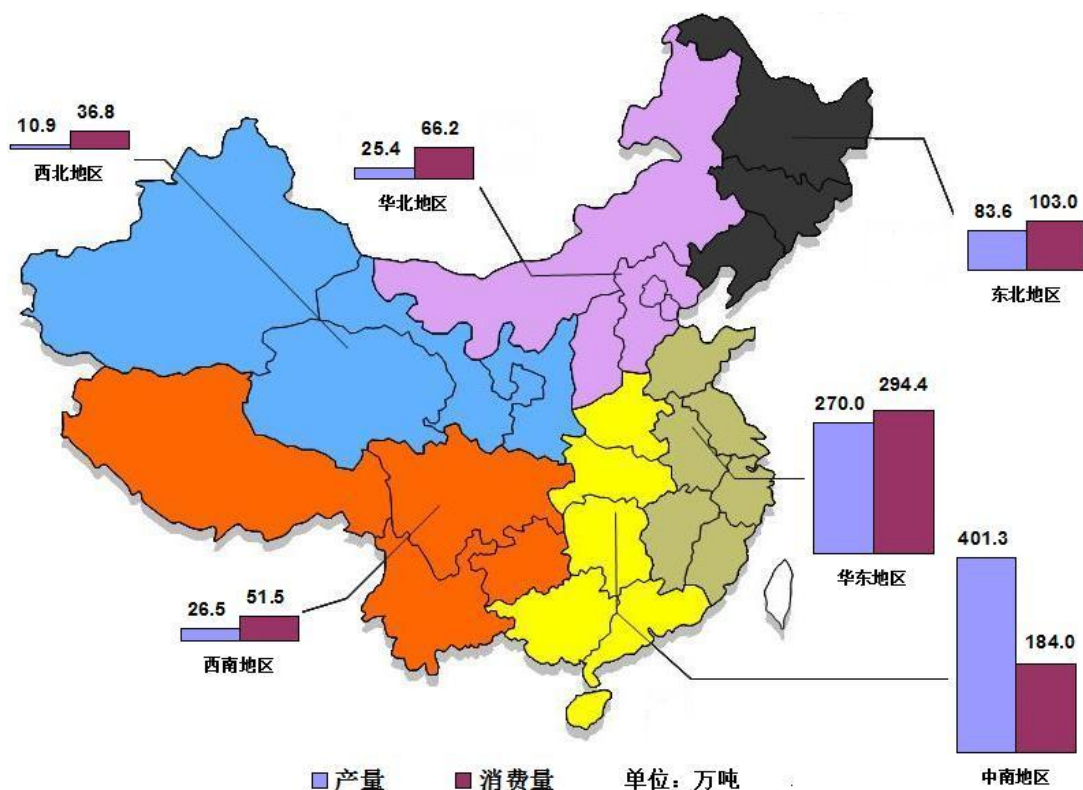 10.9 36.8
西北地区
25.4 66.2
华北地区
83.6 103.0
东北地区
270.0 294.4
华东地区
401.3
184.0
中南地区
26.5 51.5
西南地区
产量 消费量 单位：万吨